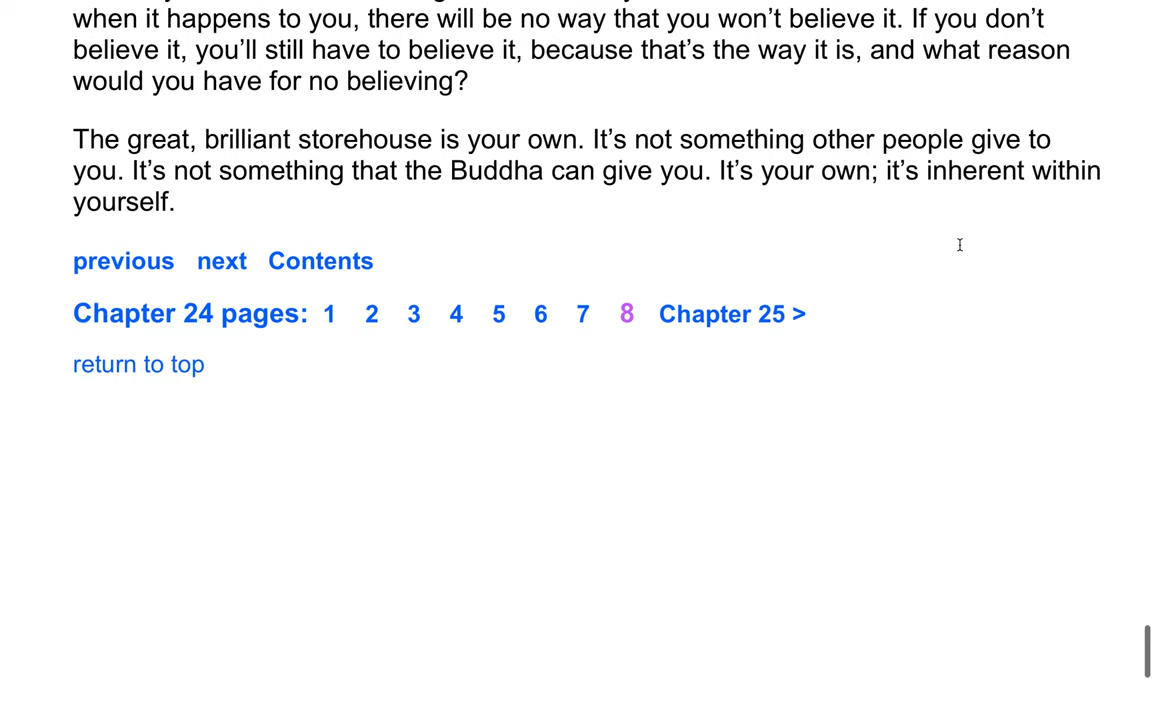 when it happens to you, there will be no way that you won’t believe it. If you don’t
believe it, you’ll still have to believe it, because that’s the way it is, and what reason
would you have for no believing?
The great, brilliant storehouse is your own. It’s not something other people give to
you. It’s not something that the Buddha can give you. It’s your own; it’s inherent within
yourself.
previous next Contents
Chapter 24 pages: 1 2 3 4 5 6 7 8 Chapter 25 >
return to top